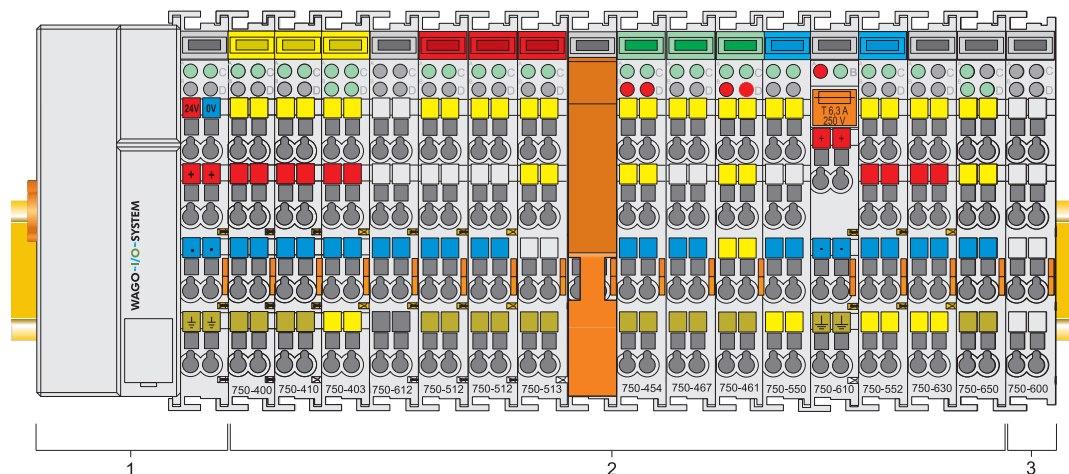 C C C C C C C C C C C C B C C C C
D D D D D D D D D D D D D D D D
24V 0V
T 6,3 A
250 V
+ + + +
- - - -
WAGO-I/O-SYSTEM
750-400 750-410 750-403 750-612 750-512 750-512 750-513 750-454 750-467 750-461 750-550 750-610 750-552 750-630 750-650 750-600
1 2 3